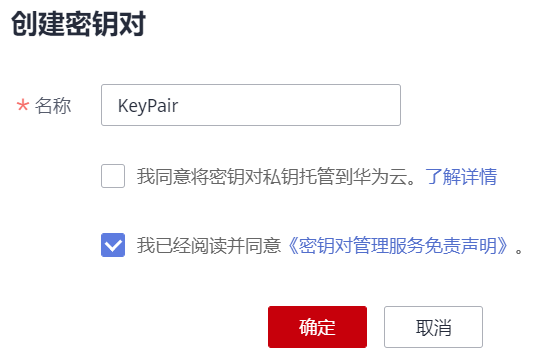 创建密钥对
* 名称 KeyPair
我同意将密钥对私钥托管到华为云。了解详情
我已经阅读并同意《密钥对管理服务免责声明》。
确定 取消